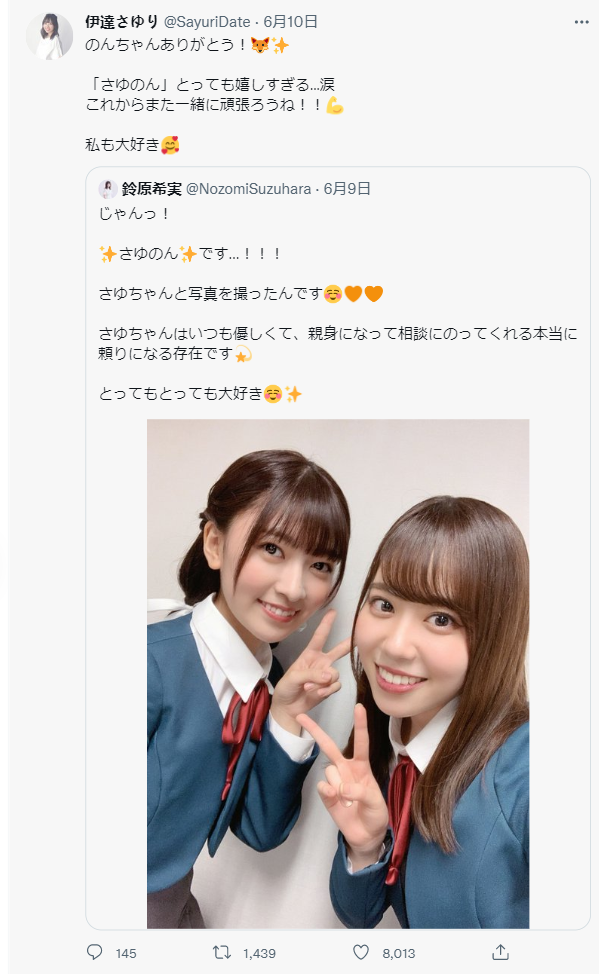 伊達さゆり @SayuriDate · 6月10日
のんちゃんありがとう！🦊✨
「さゆのん」とっても嬉しすぎる...涙
これからまた一緒に頑張ろうね！！💪
私も大好き🥰
鈴原希実 @NozomiSuzuhara · 6月9日
じゃんっ！
✨さゆのん✨です...！！！
さゆちゃんと写真を撮ったんです☺️🧡🧡
さゆちゃんはいつも優しくて、親身になって相談にのってくれる本当に
頼りになる存在です💫
とってもとっても大好き☺️✨
145 1,439 8,013